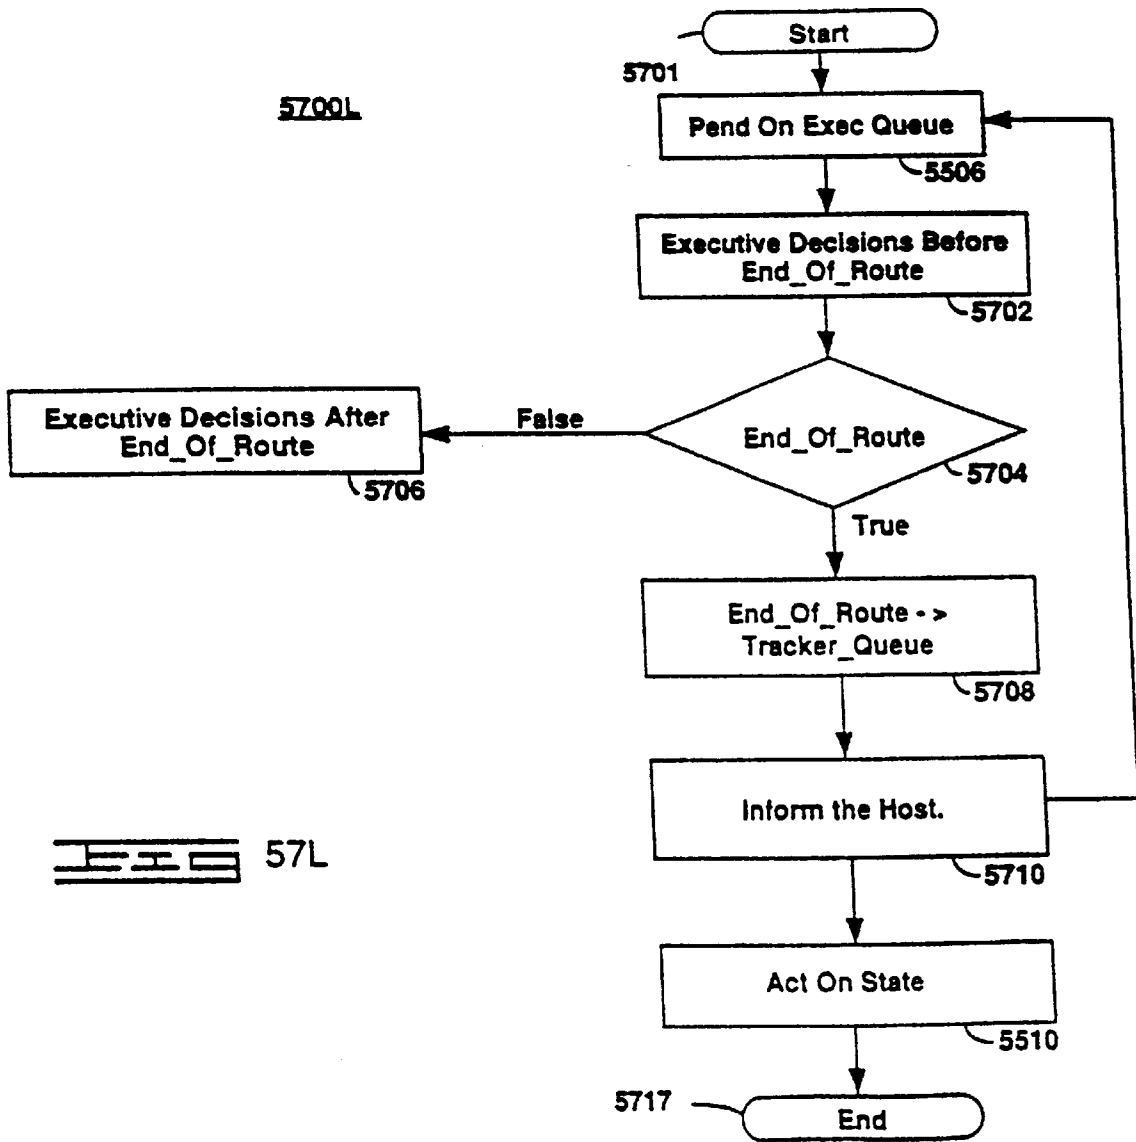 Start
5701
5700L
Pend On Exec Queue
5506
Executive Decisions Before
End_Of_Route
5702
Executive Decisions After
End_Of_Route
5706
False
End_Of_Route
5704
True
End_Of_Route - >
Tracker_Queue
5708
Inform the Host.
5710
57L
Act On State
5510
5717
End